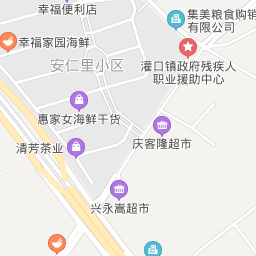 幸福便利店
集美粮食购销
有限公司
幸福家园海鲜
安仁里小区
灌口镇政府残疾人
职业援助中心
惠家女海鲜干货
清芳茶业
庆客隆超市
兴永嵩超市